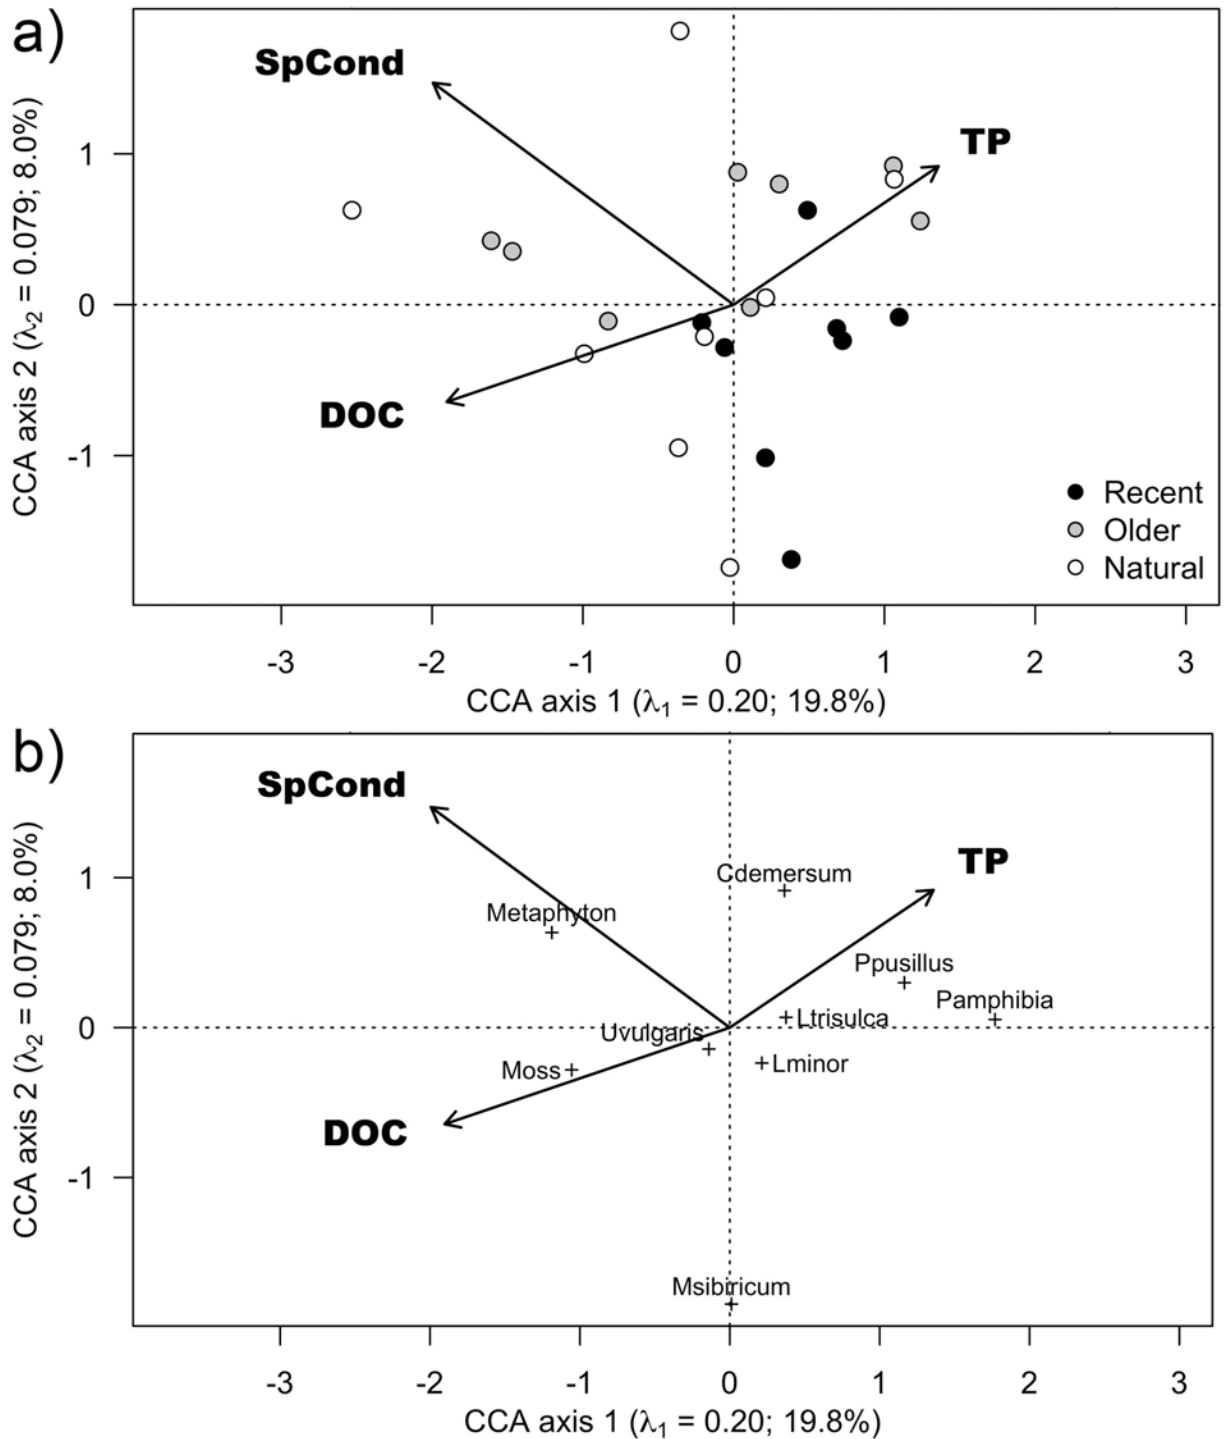 a)
SpCond
TP
DOC
CCA axis 2 (λ2 = 0.079; 8.0%)
1
0
-1
Recent
Older
Natural
-3 -2 -1 0 1 2 3
CCA axis 1 (λ1 = 0.20; 19.8%)
b)
SpCond
TP
Cdemersum
Metaphyton
Ppusillus
Pamphibia
Ltrisulca
Uvulgaris
Lminor
Moss
DOC
Msibiricum
CCA axis 2 (λ2 = 0.079; 8.0%)
1
0
-1
-3 -2 -1 0 1 2 3
CCA axis 1 (λ1 = 0.20; 19.8%)